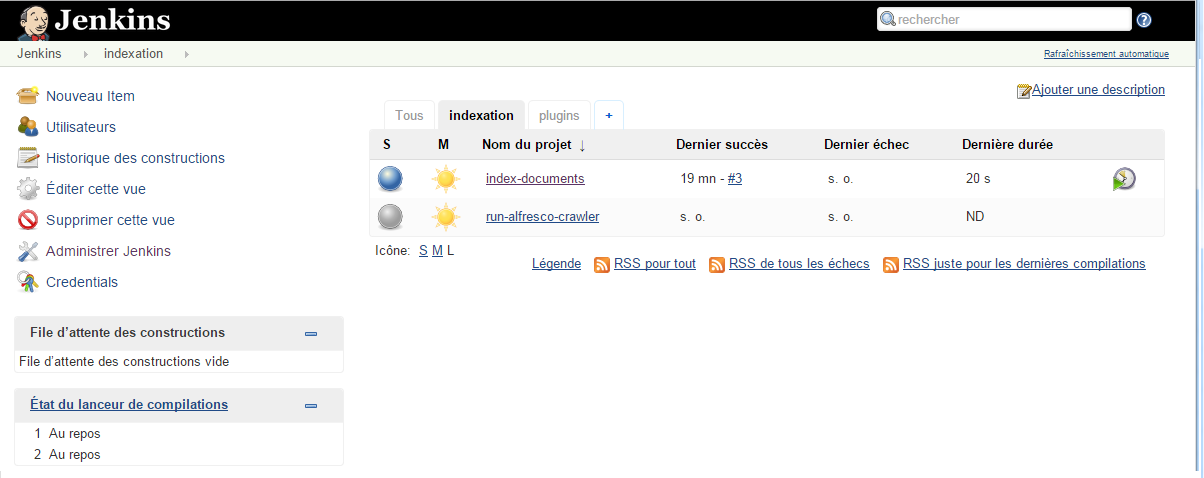 Jenkins
rechercher
Jenkins indexation
Rafraîchissement automatique
Nouveau Item
Utilisateurs
Historique des constructions
Éditer cette vue
Supprimer cette vue
Administrer Jenkins
Credentials
File d'attente des constructions
File d'attente des constructions vide
État du lanceur de compilations
1 Au repos
2 Au repos
Ajouter une description
Tous indexation plugins +
S M Nom du projet ↓ Dernier succès Dernier échec Dernière durée
index-documents 19 mn - #3 s. o. 20 s
run-alfresco-crawler s. o. s. o. ND
Icône: S M L
Légende RSS pour tout RSS de tous les échecs RSS juste pour les dernières compilations